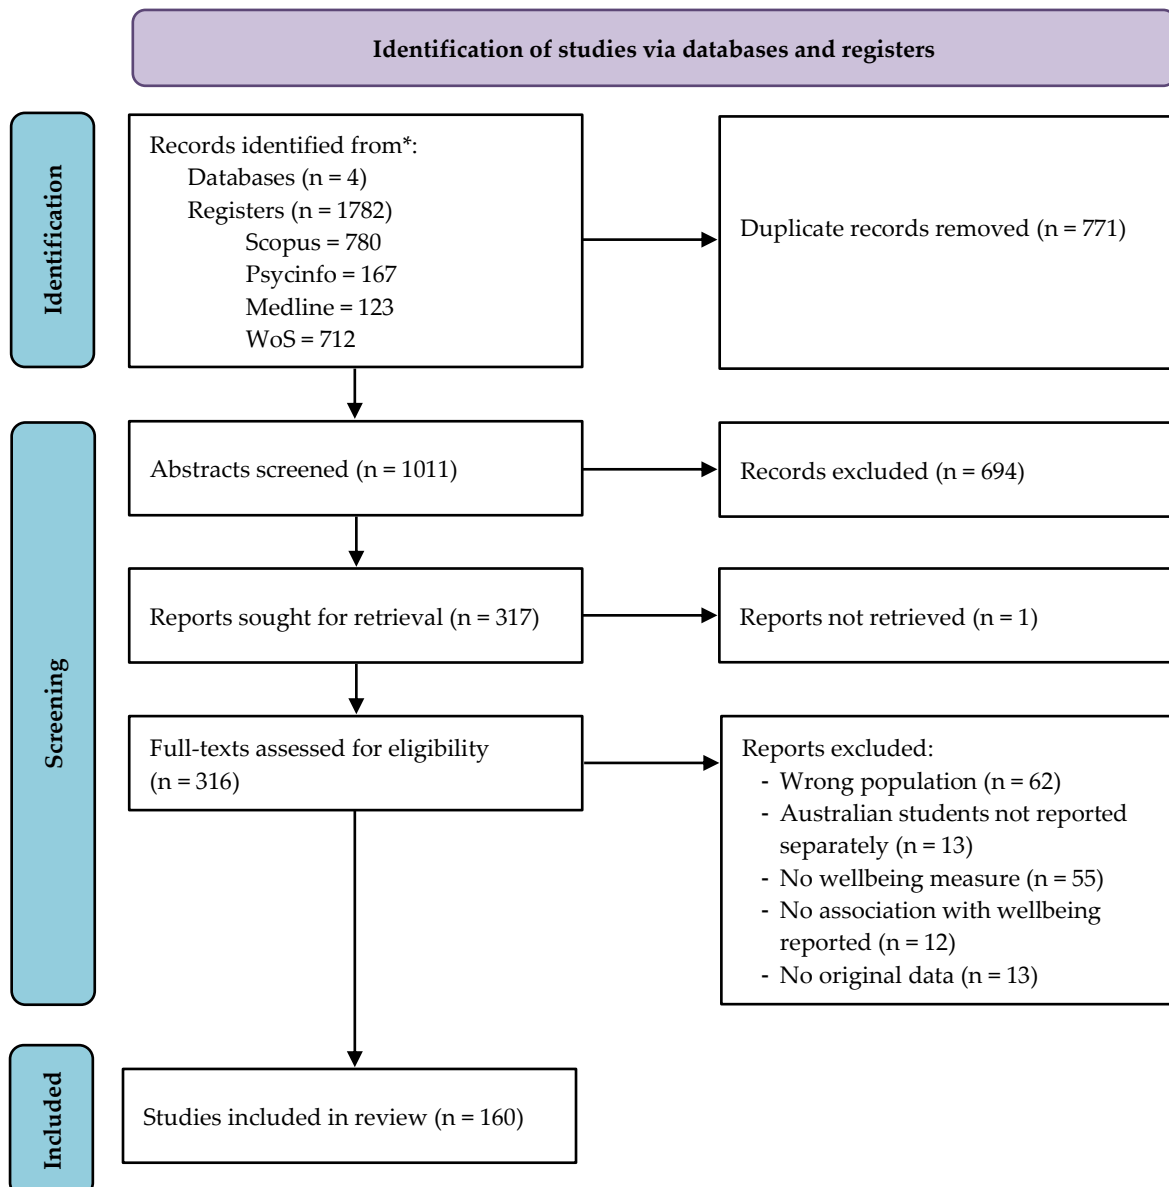 Identification of studies via databases and registers
Identification
Records identified from*:
Databases (n = 4)
Registers (n = 1782)
Scopus = 780
Psycinfo = 167
Medline = 123
WoS = 712
Duplicate records removed (n = 771)
Screening
Abstracts screened (n = 1011)
Records excluded (n = 694)
Reports sought for retrieval (n = 317)
Reports not retrieved (n = 1)
Full-texts assessed for eligibility
(n = 316)
Reports excluded:
- Wrong population (n = 62)
- Australian students not reported
separately (n = 13)
- No wellbeing measure (n = 55)
- No association with wellbeing
reported (n = 12)
- No original data (n = 13)
Included
Studies included in review (n = 160)